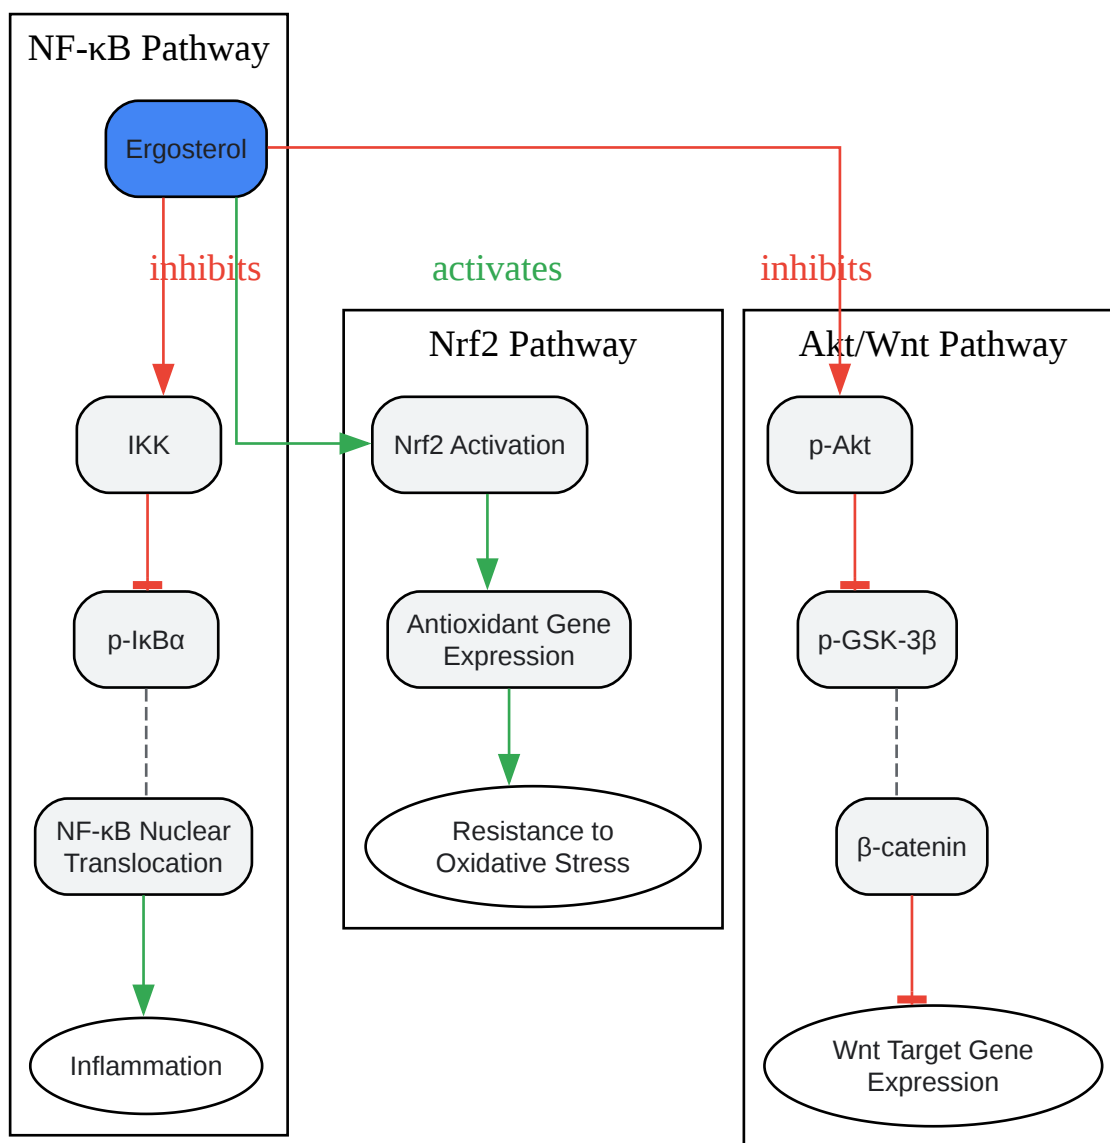 NF-κB Pathway
Ergosterol
inhibits
activates
inhibits
Nrf2 Pathway
Akt/Wnt Pathway
IKK
Nrf2 Activation
p-Akt
p-IκBα
Antioxidant Gene
Expression
p-GSK-3β
NF-κB Nuclear
Translocation
Resistance to
Oxidative Stress
β-catenin
Inflammation
Wnt Target Gene
Expression